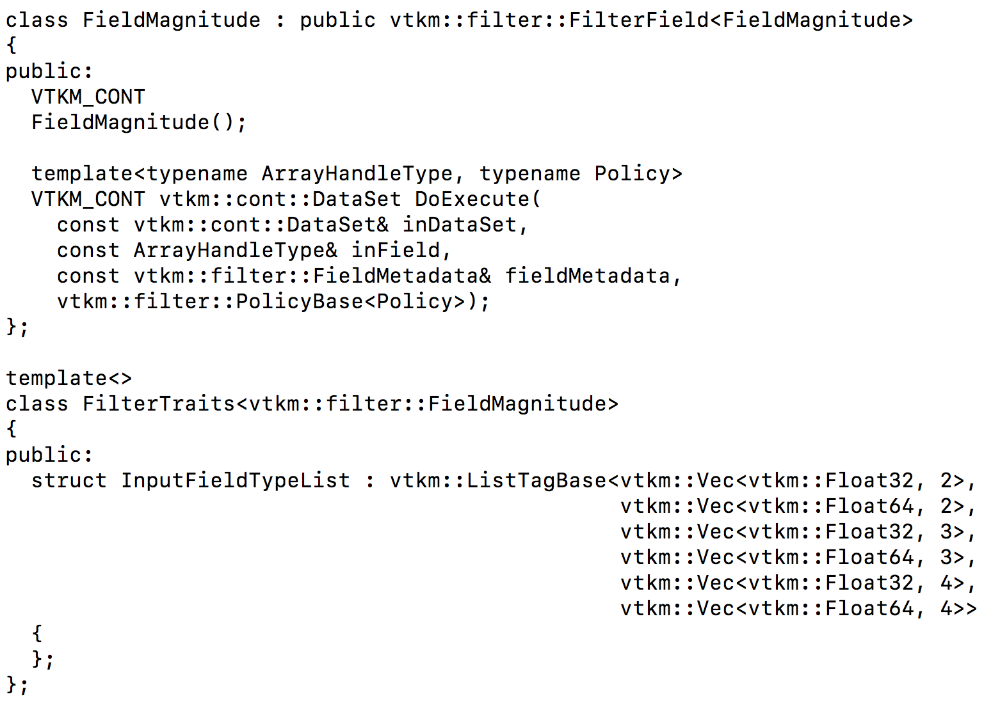 class FieldMagnitude : public vtkm::filter::FilterField<FieldMagnitude>
{
public:
  VTKM_CONT
  FieldMagnitude();

  template<typename ArrayHandleType, typename Policy>
  VTKM_CONT vtkm::cont::DataSet DoExecute(
    const vtkm::cont::DataSet& inDataSet,
    const ArrayHandleType& inField,
    const vtkm::filter::FieldMetadata& fieldMetadata,
    vtkm::filter::PolicyBase<Policy>);
};

template<>
class FilterTraits<vtkm::filter::FieldMagnitude>
{
public:
  struct InputFieldTypeList : vtkm::ListTagBase<vtkm::Vec<vtkm::Float32, 2>,
                                                vtkm::Vec<vtkm::Float64, 2>,
                                                vtkm::Vec<vtkm::Float32, 3>,
                                                vtkm::Vec<vtkm::Float64, 3>,
                                                vtkm::Vec<vtkm::Float32, 4>,
                                                vtkm::Vec<vtkm::Float64, 4>>
  {
  };
};